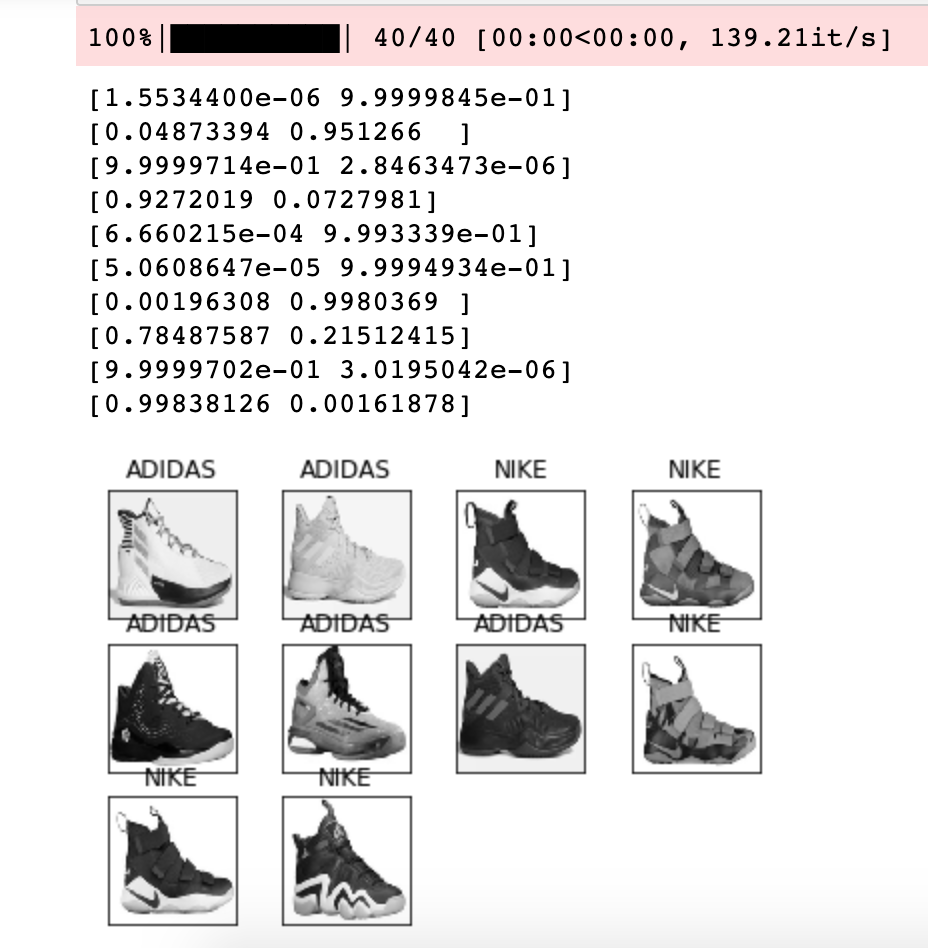 100%|██████████| 40/40 [00:00<00:00, 139.21it/s]
[1.5534400e-06 9.9999845e-01]
[0.04873394 0.951266  ]
[9.9999714e-01 2.8463473e-06]
[0.9272019 0.0727981]
[6.660215e-04 9.993339e-01]
[5.0608647e-05 9.9994934e-01]
[0.00196308 0.9980369 ]
[0.78487587 0.21512415]
[9.9999702e-01 3.0195042e-06]
[0.99838126 0.00161878]
ADIDAS ADIDAS NIKE NIKE
ADIDAS ADIDAS ADIDAS NIKE
NIKE NIKE